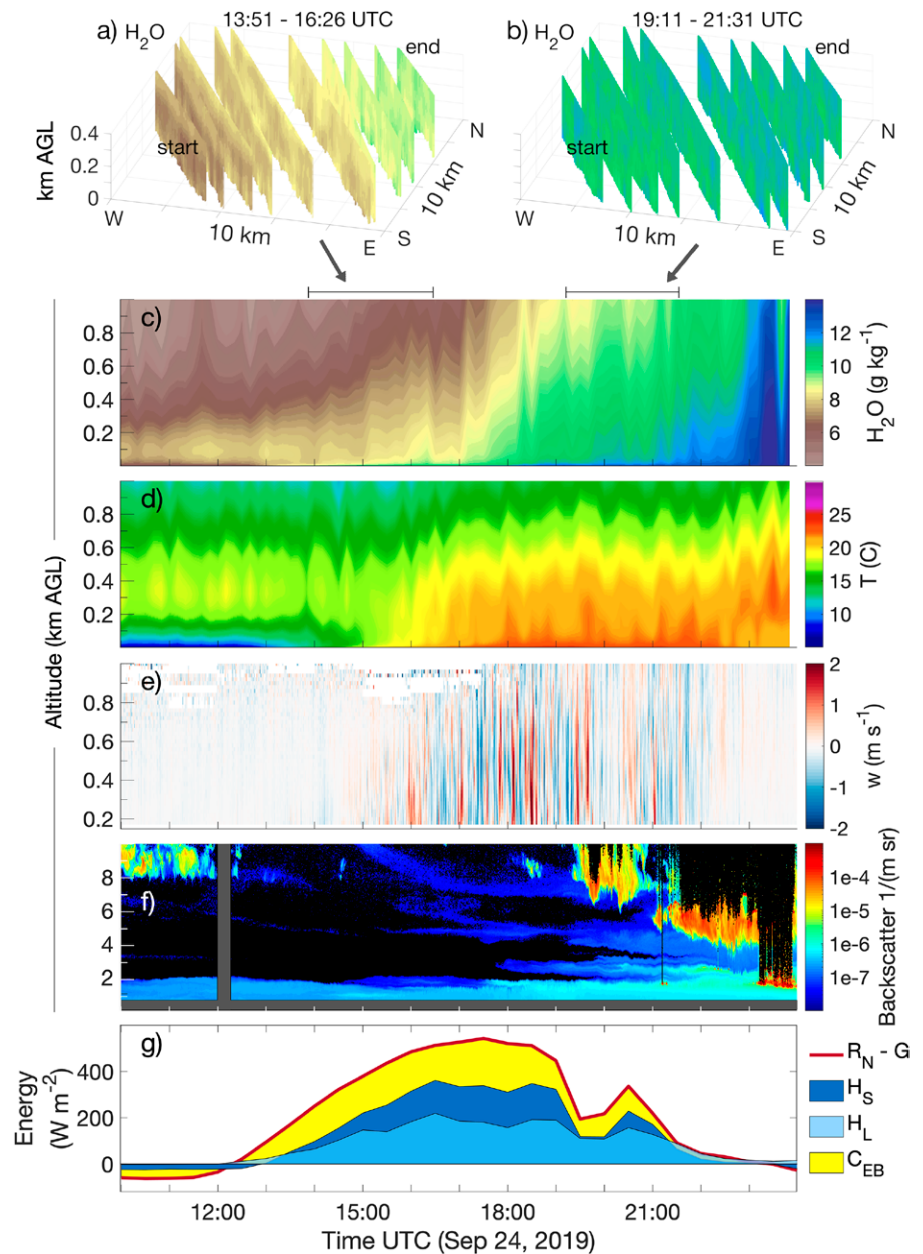 13:51 - 16:26 UTC
a) H2O
start
end
km AGL
0.4
0.2
0
W
10 km
E
S
10 km
N
19:11 - 21:31 UTC
b) H2O
start
end
W
10 km
E
S
10 km
N
Altitude (km AGL)
c)
0.8
0.6
0.4
0.2
12
10
8
6
4
H2O (g kg-1)
d)
0.8
0.6
0.4
0.2
25
20
15
10
T (C)
e)
0.8
0.6
0.4
0.2
2
1
0
-1
-2
w (m s-1)
f)
8
6
4
2
1e-4
1e-5
1e-6
1e-7
Backscatter 1/(m sr)
g)
Energy
(W m-2)
400
200
0
RN - G
HS
HL
CEB
12:00 15:00 18:00 21:00
Time UTC (Sep 24, 2019)